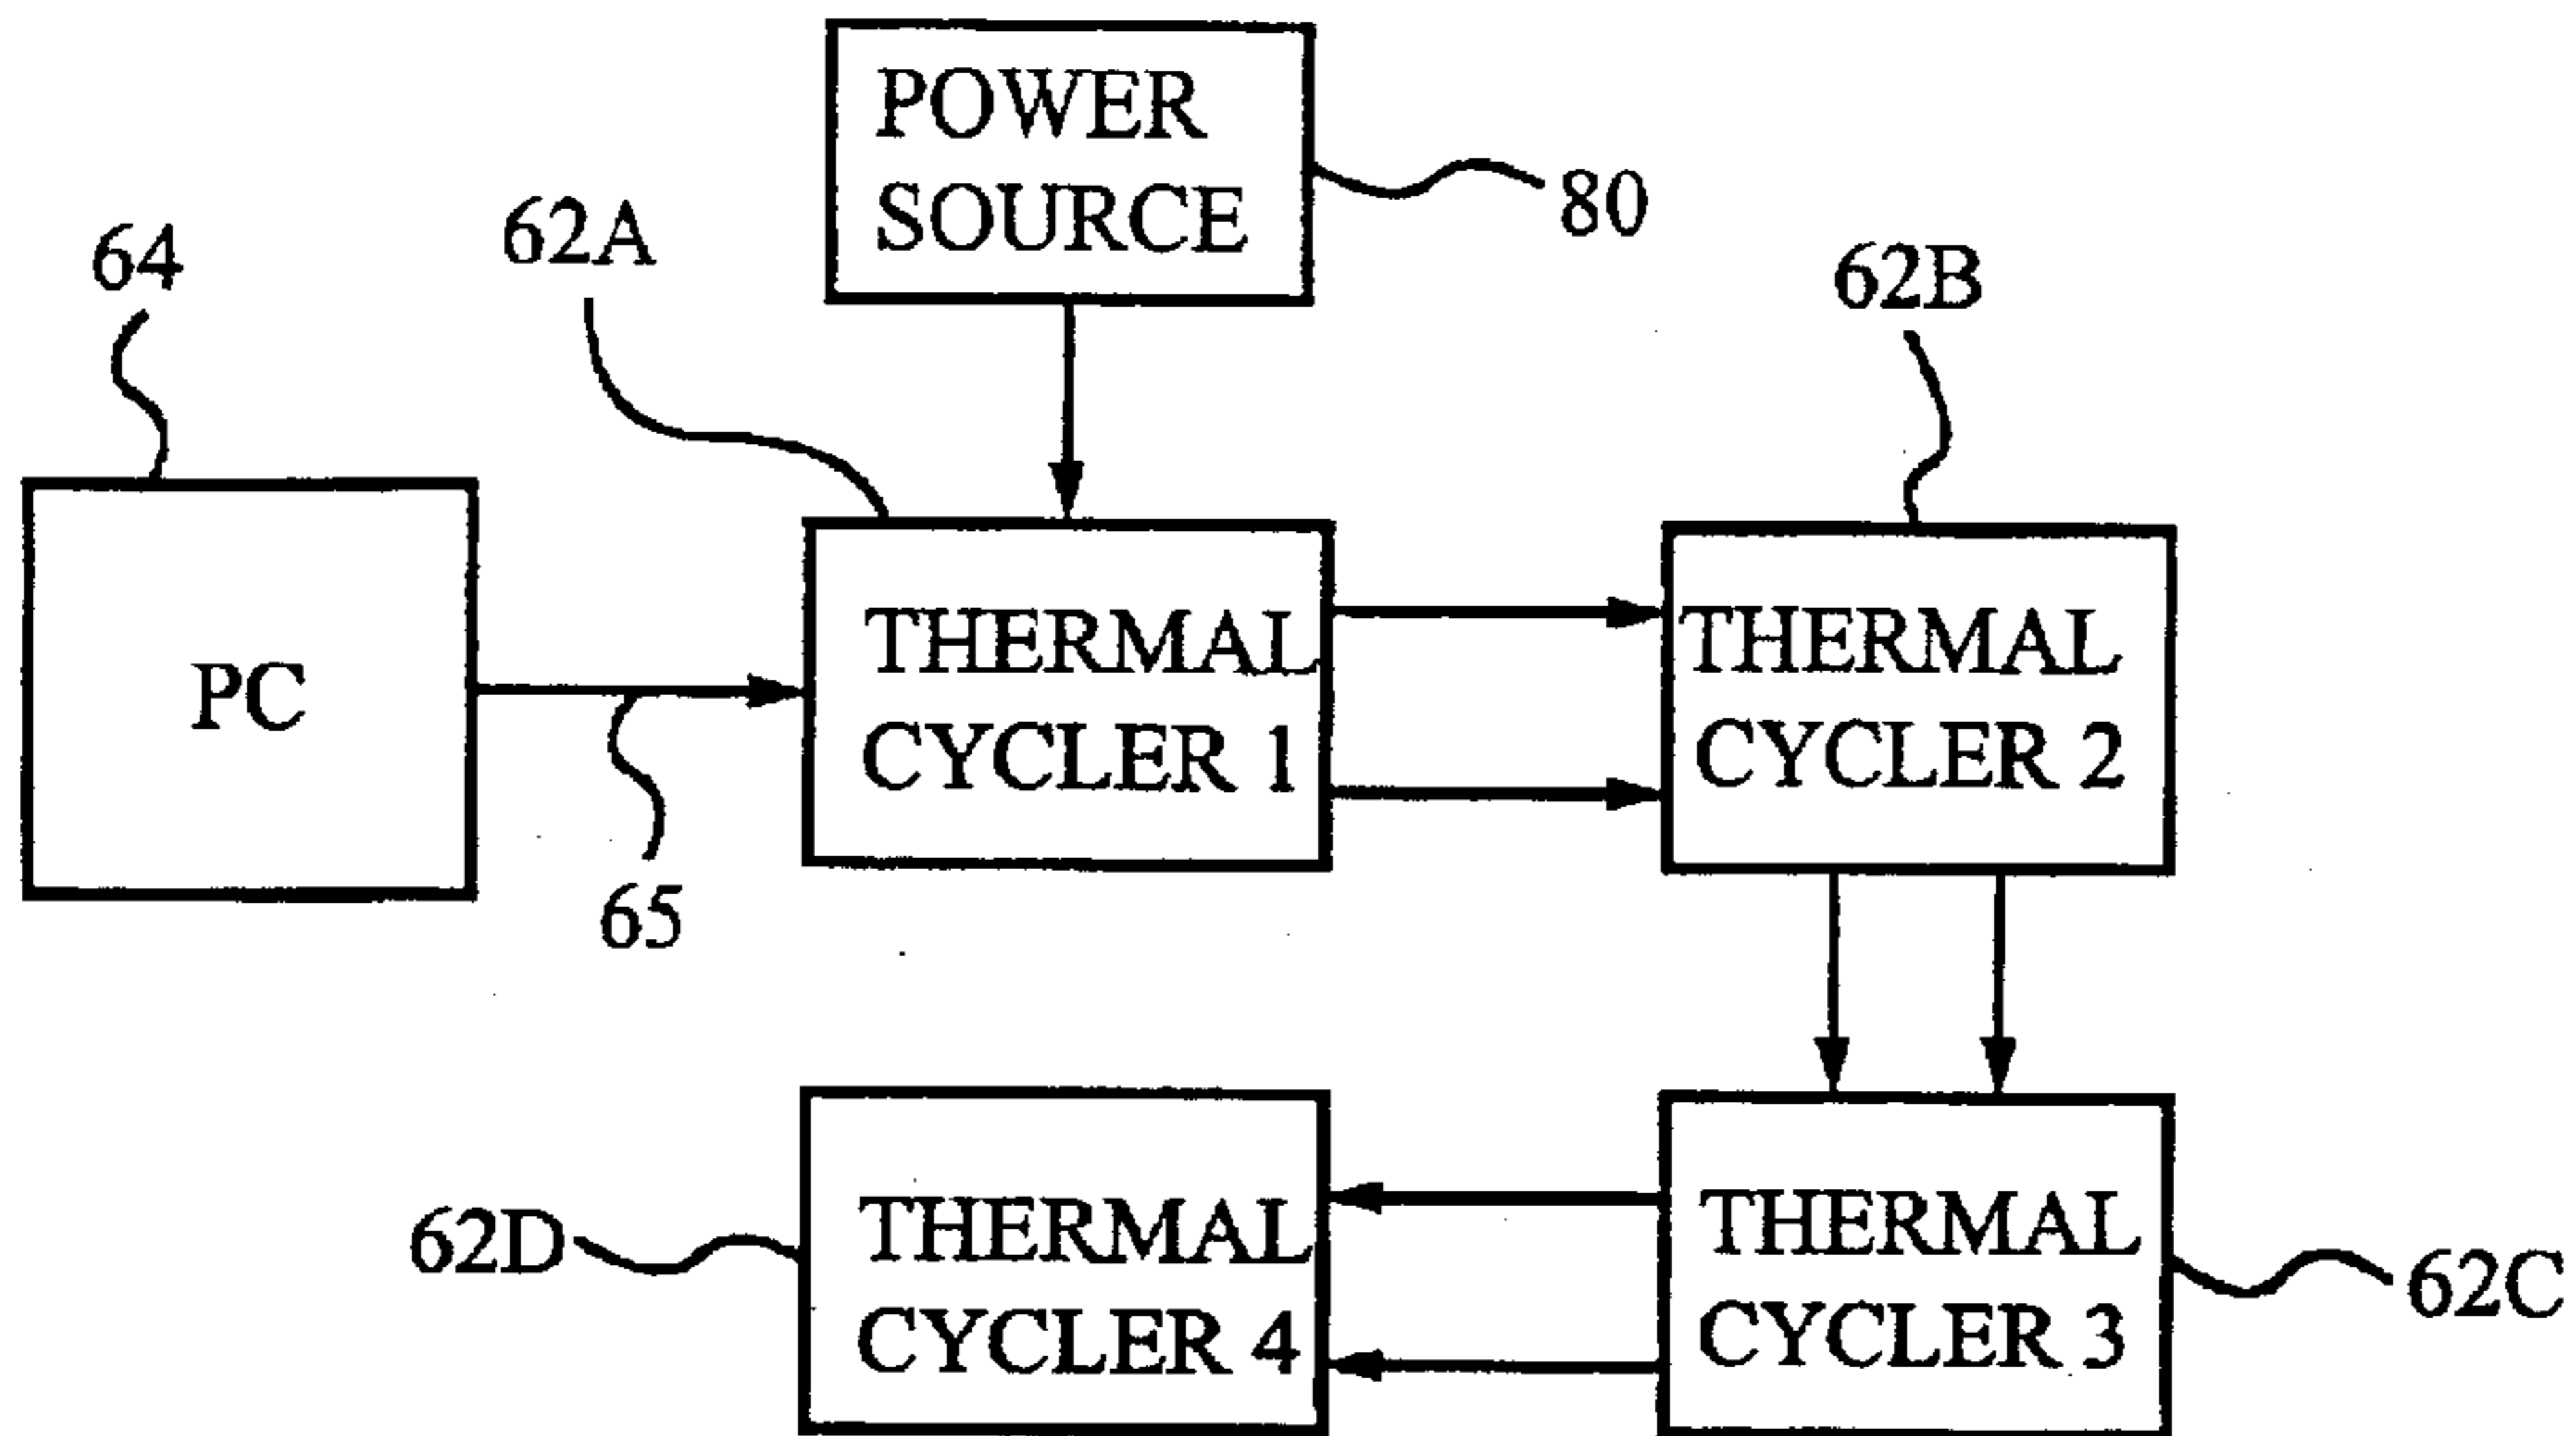 POWER
SOURCE
80
64
62A
62B
PC
THERMAL
CYCLER 1
THERMAL
CYCLER 2
65
62D
THERMAL
CYCLER 4
THERMAL
CYCLER 3
62C